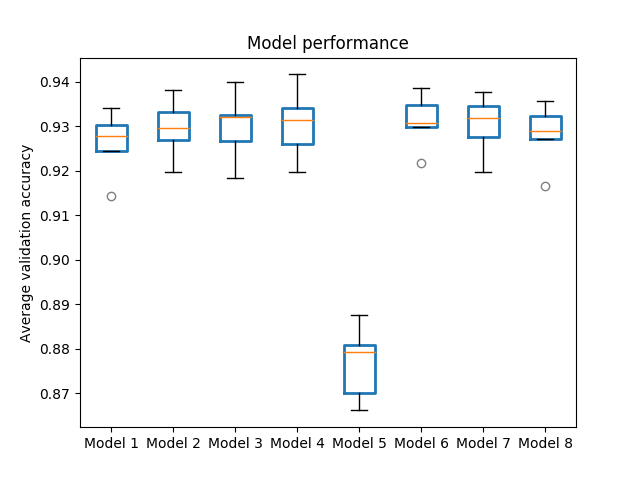 Model performance
Average validation accuracy
0.94
0.93
0.92
0.91
0.90
0.89
0.88
0.87
Model 1 Model 2 Model 3 Model 4 Model 5 Model 6 Model 7 Model 8